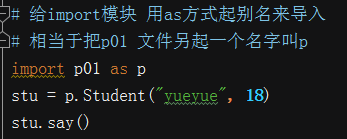 # 给import模块 用as方式起别名来导入
# 相当于把p01 文件另起一个名字叫p
import p01 as p
stu = p.Student("yueyue", 18)
stu.say()